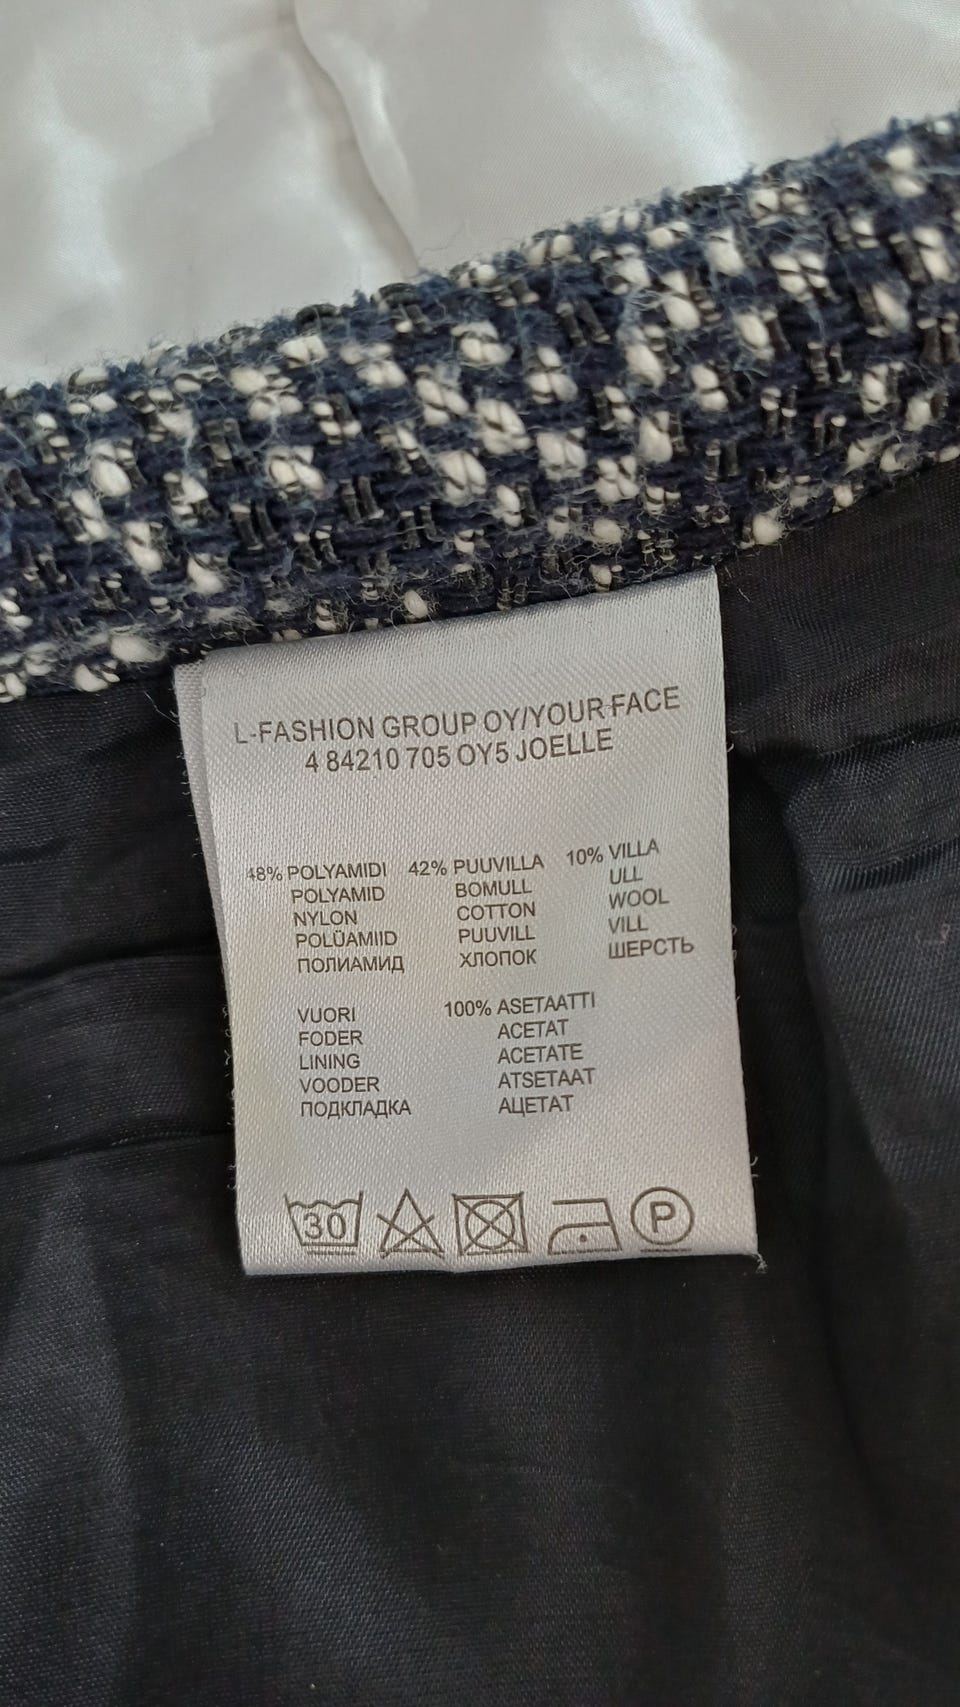 L-FASHION GROUP OY/YOUR FACE
4 84210 705 OY5 JOELLE
48% POLYAMIDI 42% PUUVILLA 10% VILLA
POLYAMID BOMULL ULL
NYLON COTTON WOOL
POLÜAMIID PUUVILL VILL
ПОЛИАМИД ХЛОПОК ШЕРСТЬ
VUORI 100% ASETAATTI
FODER ACETAT
LINING ACETATE
VOODER ATSETAAT
ПОДКЛАДКА АЦЕТАТ
30 P